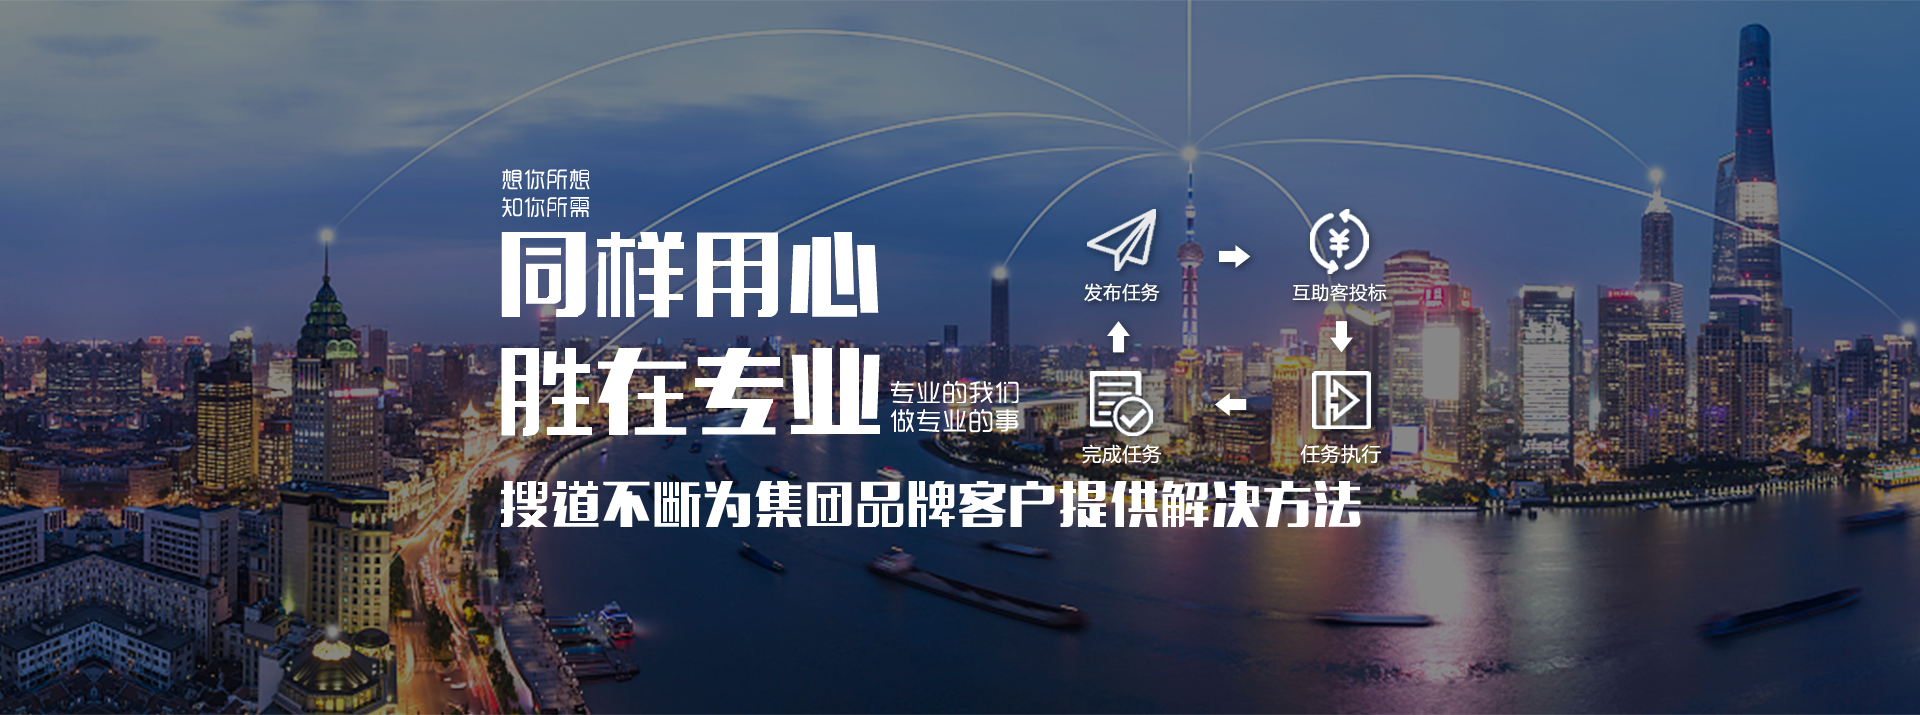 想你所想
知你所需
同样用心
胜在专业
专业的我们
做专业的事
搜道不断为集团品牌客户提供解决方法
发布任务
互助客投标
完成任务
任务执行